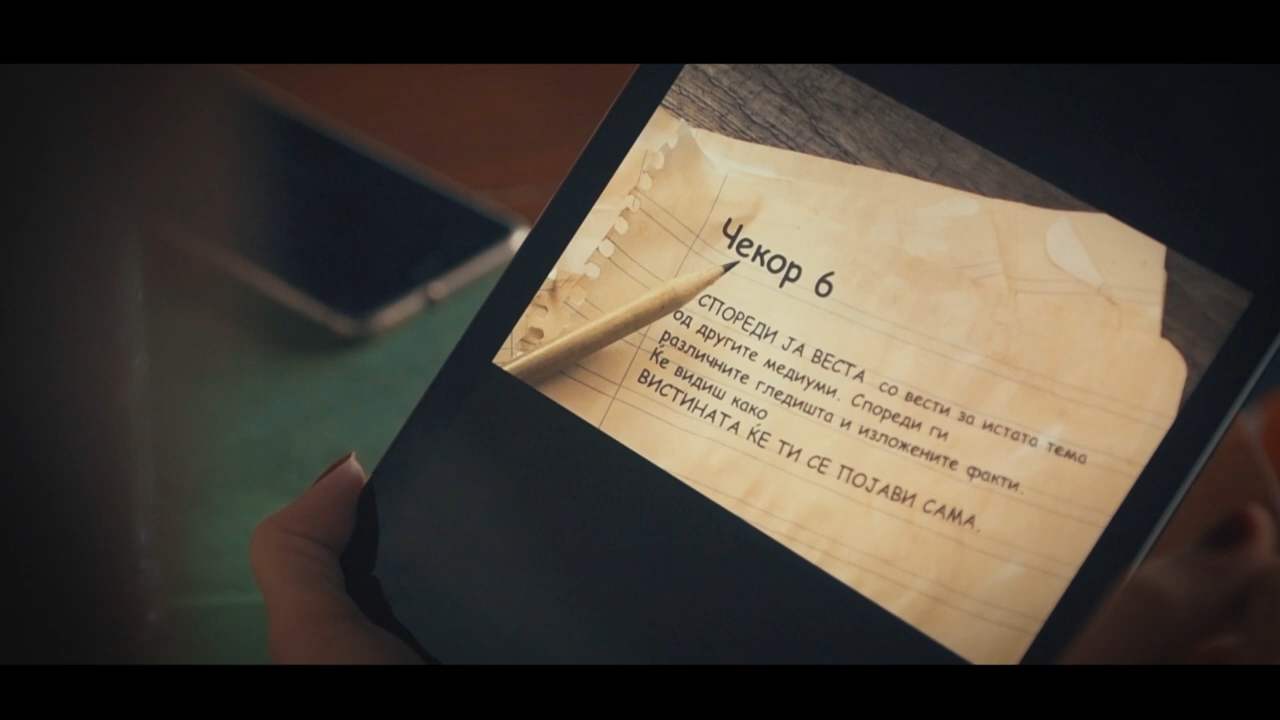 Чекор 6
СПОРЕДИ ЈА ВЕСТА со вести за истата тема
од другите медиуми. Спореди ги
различните гледишта и изложените факти.
Ќе видиш како
ВИСТИНАТА ЌЕ ТИ СЕ ПОЈАВИ САМА.